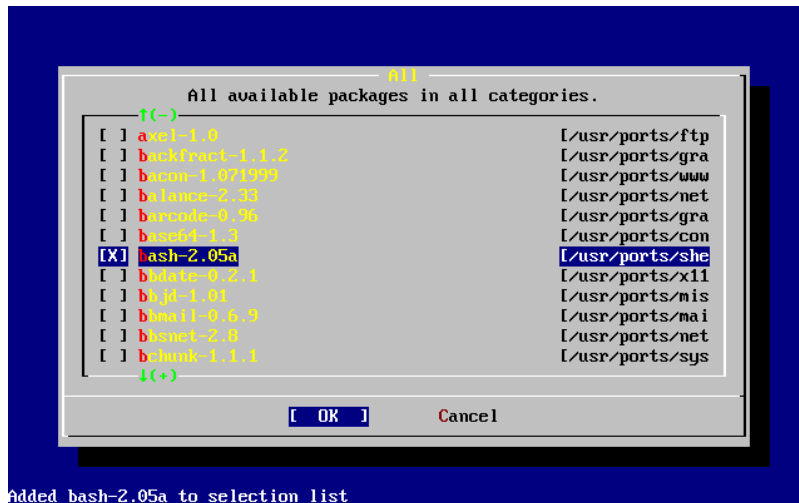 All
All available packages in all categories.
↑(-)
[ ] axel-1.0 [/usr/ports/ftp
[ ] backfract-1.1.2 [/usr/ports/gra
[ ] bacon-1.071999 [/usr/ports/www
[ ] balance-2.33 [/usr/ports/net
[ ] barcode-0.96 [/usr/ports/gra
[ ] base64-1.3 [/usr/ports/con
[X] bash-2.05a [/usr/ports/she
[ ] bbdate-0.2.1 [/usr/ports/x11
[ ] bbjd-1.01 [/usr/ports/mis
[ ] bbmail-0.6.9 [/usr/ports/mai
[ ] bbsnet-2.8 [/usr/ports/net
[ ] bchunk-1.1.1 [/usr/ports/sys
↓(+)
[ OK ] Cancel
Added bash-2.05a to selection list